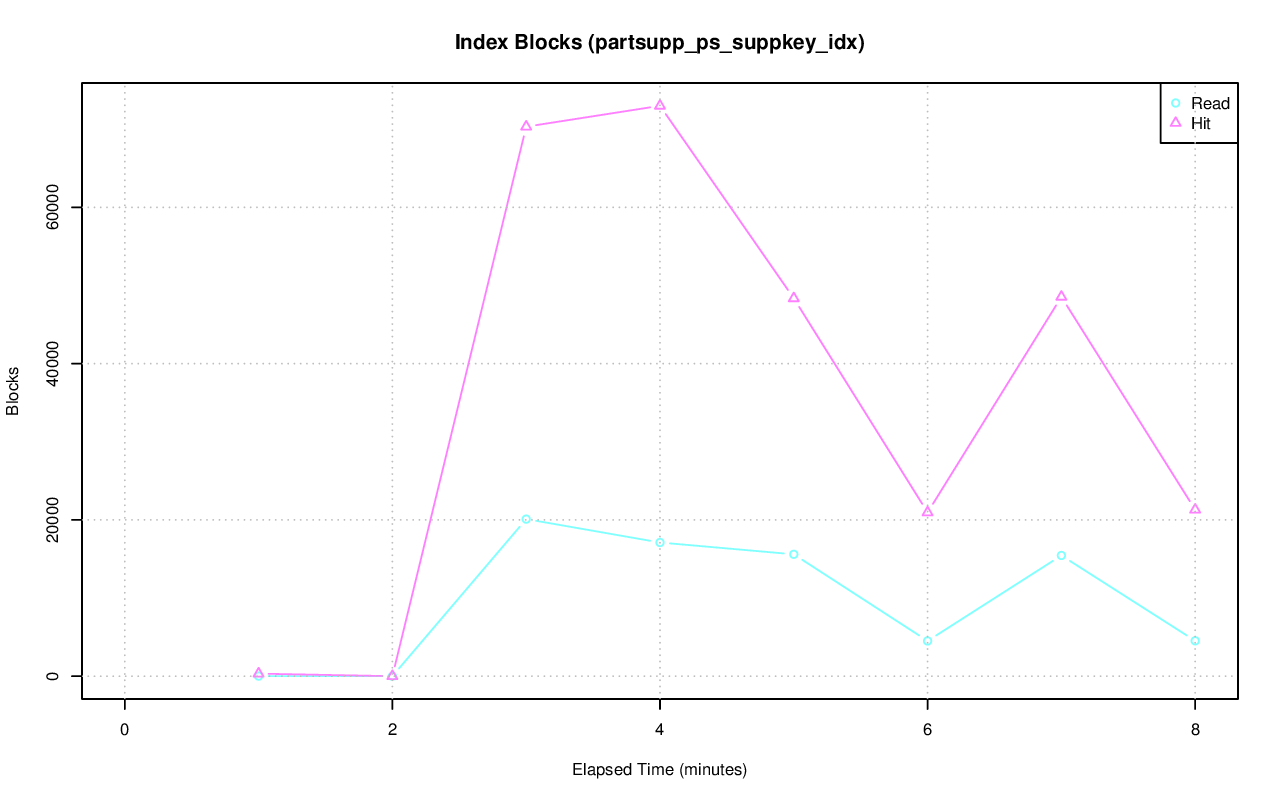 Index Blocks (partsupp_ps_suppkey_idx)
Read
Hit
Blocks
60000
40000
20000
0
0 2 4 6 8
Elapsed Time (minutes)